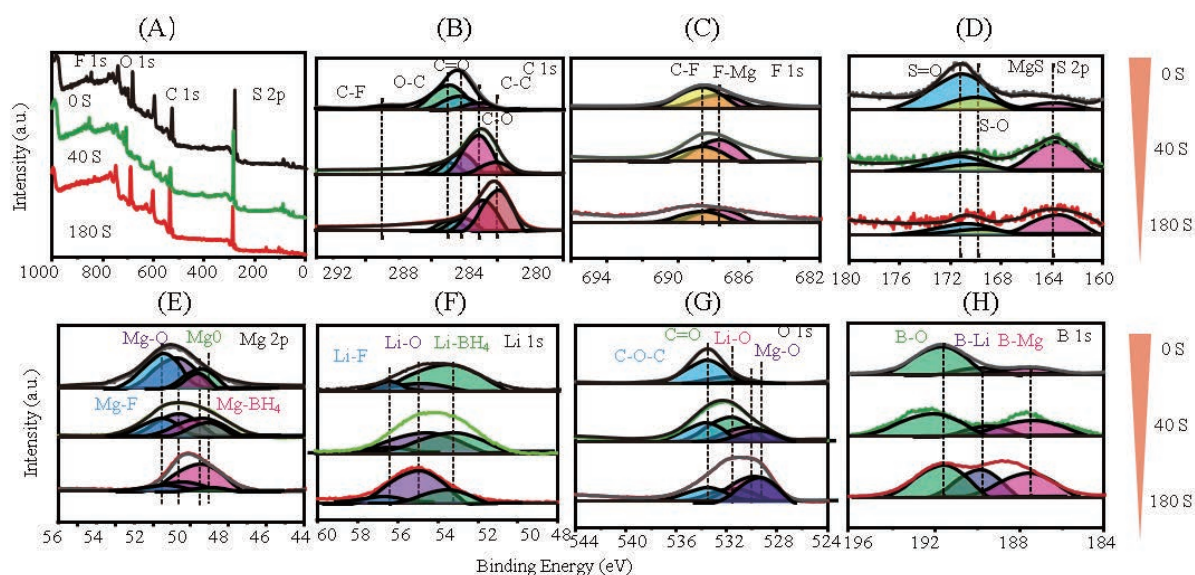 (A)
(B)
(C)
(D)
Intensity (a.u.)
F 1s O 1s
C 1s
S 2p
0 S
40 S
180 S
1000 800 600 400 200 0
C=O
C 1s
O-C
C-C
C-F
C-O
292 288 284 280
C-F F-Mg F 1s
694 690 686 682
S=O MgS S 2p
S-O
180 176 172 168 164 160
0 S
40 S
180 S
(E)
(F)
(G)
(H)
Intensity (a.u.)
Mg-O Mg0 Mg 2p
Mg-F Mg-BH4
56 54 52 50 48 46 44
Li-O Li-BH4 Li 1s
Li-F
60 58 56 54 52 50 48
C=O Li-O O 1s
C-O-C Mg-O
544 540 536 532 528 524
B-O B-Li B-Mg B 1s
196 192 188 184
0 S
40 S
180 S
Binding Energy (eV)